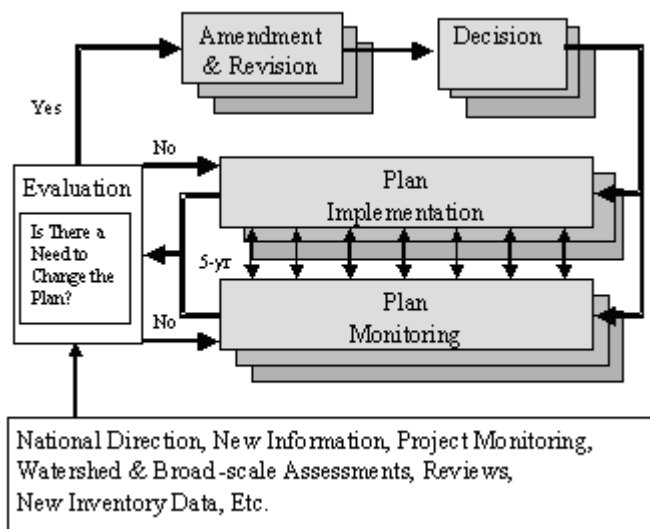 Amendment
& Revision
Decision
Yes
No
Evaluation
Is There a
Need to
Change the
Plan?
Plan
Implementation
5-yr
Plan
Monitoring
No
National Direction, New Information, Project Monitoring,
Watershed & Broad-scale Assessments, Reviews,
New Inventory Data, Etc.